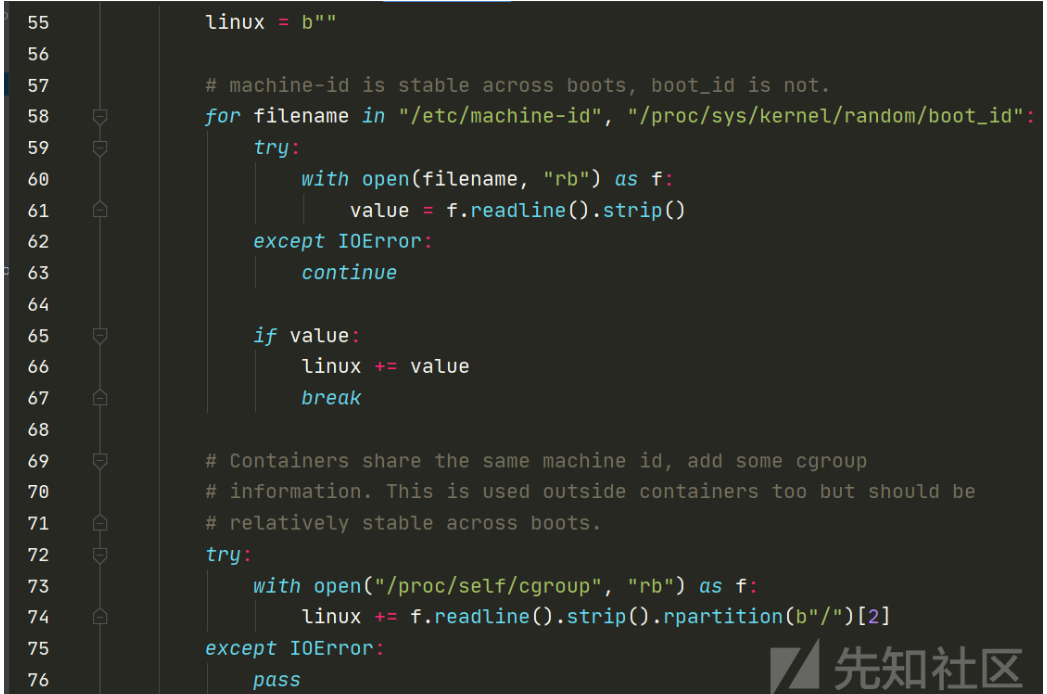 55 linux = b""
56
57 # machine-id is stable across boots, boot_id is not.
58 for filename in "/etc/machine-id", "/proc/sys/kernel/random/boot_id":
59 try:
60 with open(filename, "rb") as f:
61 value = f.readline().strip()
62 except IOError:
63 continue
64
65 if value:
66 linux += value
67 break
68
69 # Containers share the same machine id, add some cgroup
70 # information. This is used outside containers too but should be
71 # relatively stable across boots.
72 try:
73 with open("/proc/self/cgroup", "rb") as f:
74 linux += f.readline().strip().rpartition(b"/")[2]
75 except IOError:
76 pass
先知社区